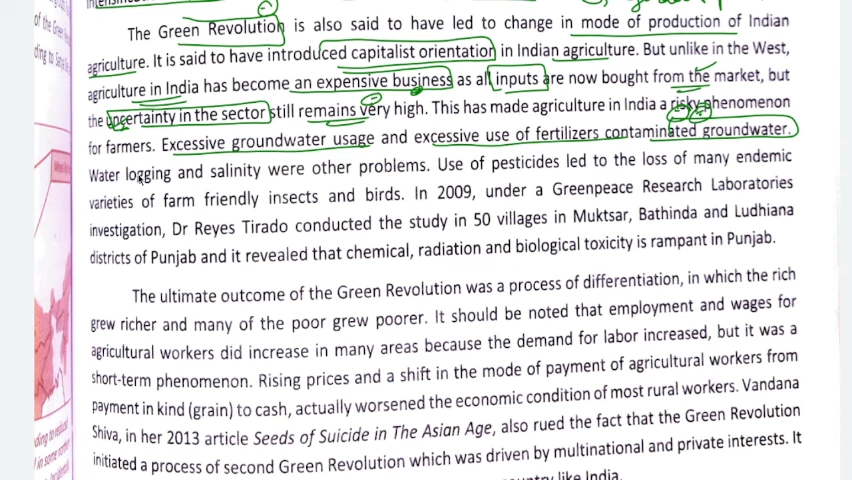 The Green Revolution is also said to have led to change in mode of production of Indian
agriculture. It is said to have introduced capitalist orientation in Indian agriculture. But unlike in the West,
agriculture in India has become an expensive business as all inputs are now bought from the market, but
the uncertainty in the sector still remains very high. This has made agriculture in India a risky phenomenon
for farmers. Excessive groundwater usage and excessive use of fertilizers contaminated groundwater.
Water logging and salinity were other problems. Use of pesticides led to the loss of many endemic
varieties of farm friendly insects and birds. In 2009, under a Greenpeace Research Laboratories
investigation, Dr Reyes Tirado conducted the study in 50 villages in Muktsar, Bathinda and Ludhiana
districts of Punjab and it revealed that chemical, radiation and biological toxicity is rampant in Punjab.
The ultimate outcome of the Green Revolution was a process of differentiation, in which the rich
grew richer and many of the poor grew poorer. It should be noted that employment and wages for
agricultural workers did increase in many areas because the demand for labor increased, but it was a
short-term phenomenon. Rising prices and a shift in the mode of payment of agricultural workers from
payment in kind (grain) to cash, actually worsened the economic condition of most rural workers. Vandana
Shiva, in her 2013 article Seeds of Suicide in The Asian Age, also rued the fact that the Green Revolution
initiated a process of second Green Revolution which was driven by multinational and private interests. It
country like India.